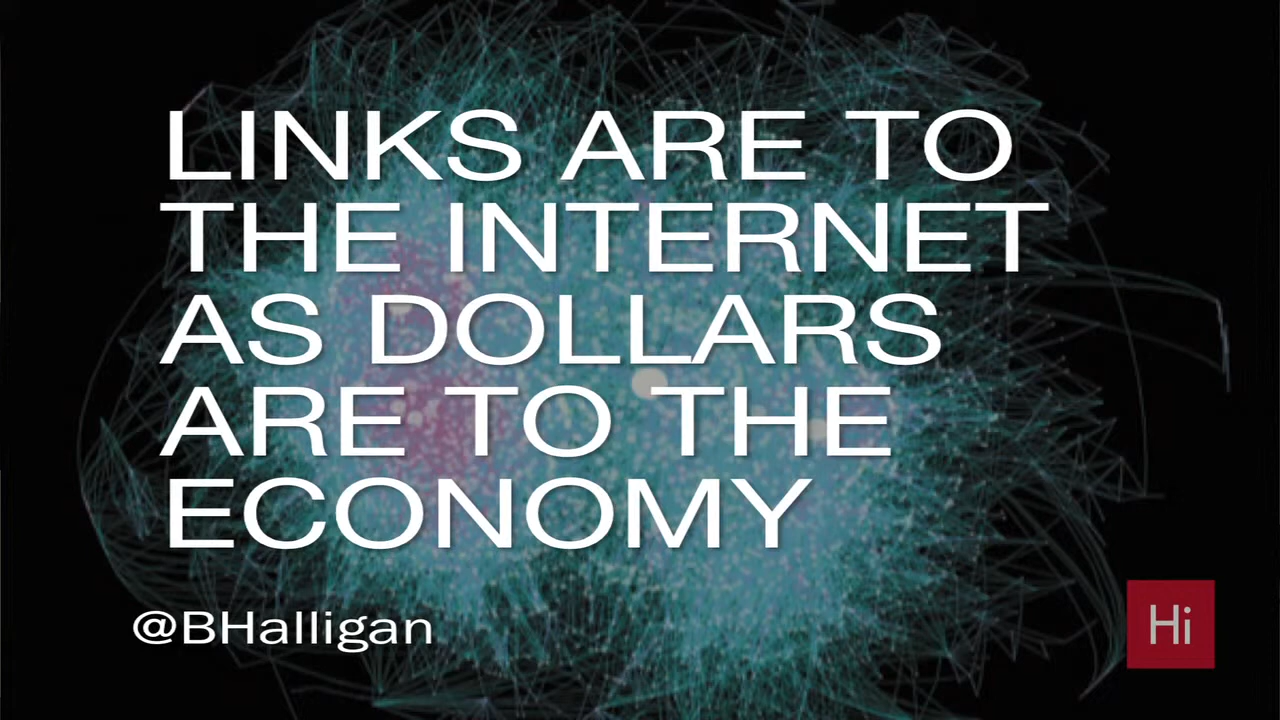 LINKS ARE TO
THE INTERNET
AS DOLLARS
ARE TO THE
ECONOMY
@BHalligan
Hi